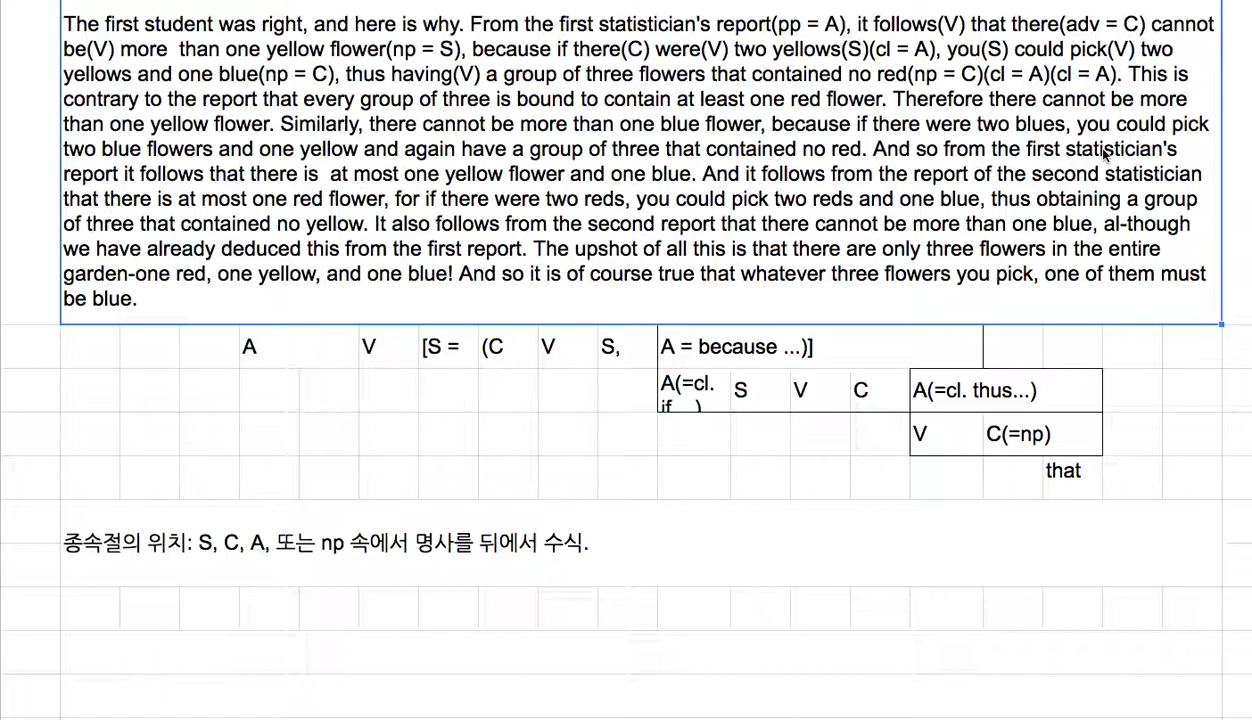 The first student was right, and here is why. From the first statistician's report(pp = A), it follows(V) that there(adv = C) cannot
be(V) more  than one yellow flower(np = S), because if there(C) were(V) two yellows(S)(cl = A), you(S) could pick(V) two
yellows and one blue(np = C), thus having(V) a group of three flowers that contained no red(np = C)(cl = A)(cl = A). This is
contrary to the report that every group of three is bound to contain at least one red flower. Therefore there cannot be more
than one yellow flower. Similarly, there cannot be more than one blue flower, because if there were two blues, you could pick
two blue flowers and one yellow and again have a group of three that contained no red. And so from the first statistician's
report it follows that there is  at most one yellow flower and one blue. And it follows from the report of the second statistician
that there is at most one red flower, for if there were two reds, you could pick two reds and one blue, thus obtaining a group
of three that contained no yellow. It also follows from the second report that there cannot be more than one blue, al-though
we have already deduced this from the first report. The upshot of all this is that there are only three flowers in the entire
garden-one red, one yellow, and one blue! And so it is of course true that whatever three flowers you pick, one of them must
be blue.
A V [S = (C V S, A = because ...)]
A(=cl. S V C A(=cl. thus...)
if ...)
V C(=np)
that
종속절의 위치: S, C, A, 또는 np 속에서 명사를 뒤에서 수식.